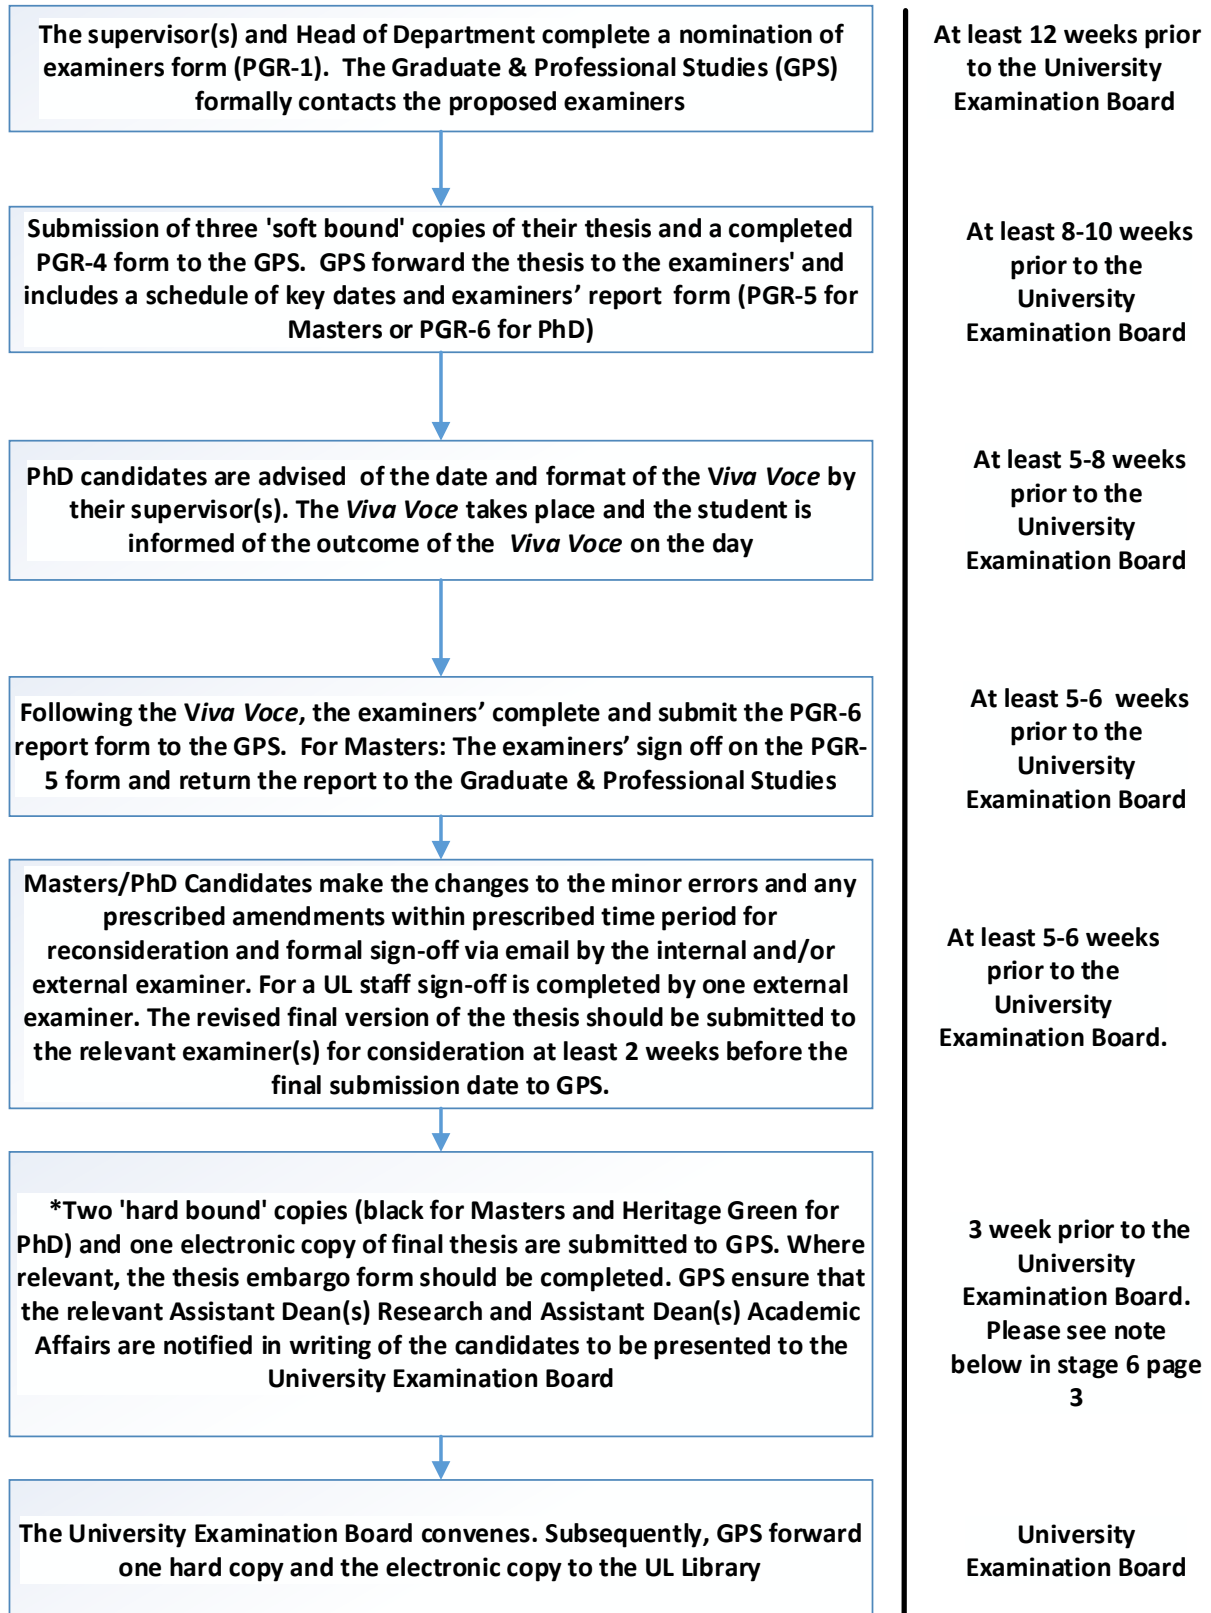 The supervisor(s) and Head of Department complete a nomination of
examiners form (PGR-1).  The Graduate & Professional Studies (GPS)
formally contacts the proposed examiners
At least 12 weeks prior
to the University
Examination Board
Submission of three 'soft bound' copies of their thesis and a completed
PGR-4 form to the GPS.  GPS forward the thesis to the examiners' and
includes a schedule of key dates and examiners’ report  form (PGR-5 for
Masters or PGR-6 for PhD)
At least 8-10 weeks
prior to the
University
Examination Board
PhD candidates are advised  of the date and format of the Viva Voce by
their supervisor(s). The Viva Voce takes place and the student is
informed of the outcome of the  Viva Voce on the day
At least 5-8 weeks
prior to the
University
Examination Board
Following the Viva Voce, the examiners’ complete and submit the PGR-6
report form to the GPS.  For Masters: The examiners’ sign off on the PGR-
5 form and return the report to the Graduate & Professional Studies
At least 5-6  weeks
prior to the
University
Examination Board
Masters/PhD Candidates make the changes to the minor errors and any
prescribed amendments within prescribed time period for
reconsideration and formal sign-off via email by the internal and/or
external examiner. For a UL staff sign-off is completed by one external
examiner. The revised final version of the thesis should be submitted to
the relevant examiner(s) for consideration at least 2 weeks before the
final submission date to GPS.
At least 5-6 weeks
prior to the
University
Examination Board.
*Two 'hard bound' copies (black for Masters and Heritage Green for
PhD) and one electronic copy of final thesis are submitted to GPS. Where
relevant, the thesis embargo form should be completed. GPS ensure that
the relevant Assistant Dean(s) Research and Assistant Dean(s) Academic
Affairs are notified in writing of the candidates to be presented to the
University Examination Board
3 week prior to the
University
Examination Board.
Please see note
below in stage 6 page
3
The University Examination Board convenes. Subsequently, GPS forward
one hard copy and the electronic copy to the UL Library
University
Examination Board